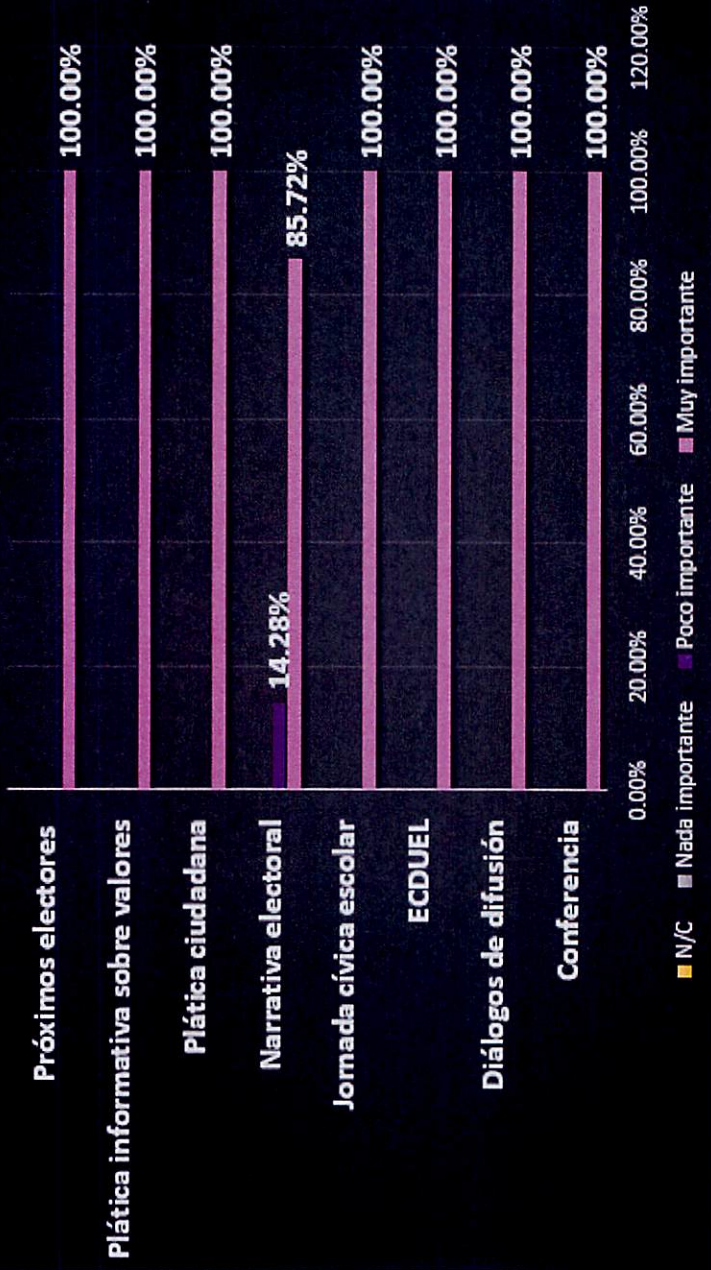 Próximos electores
100.00%
Plática informativa sobre valores
100.00%
Plática ciudadana
100.00%
Narrativa electoral
14.28%
85.72%
Jornada cívica escolar
100.00%
ECDUEL
100.00%
Diálogos de difusión
100.00%
Conferencia
100.00%
0.00% 20.00% 40.00% 60.00% 80.00% 100.00% 120.00%
N/C Nada importante Poco importante Muy importante